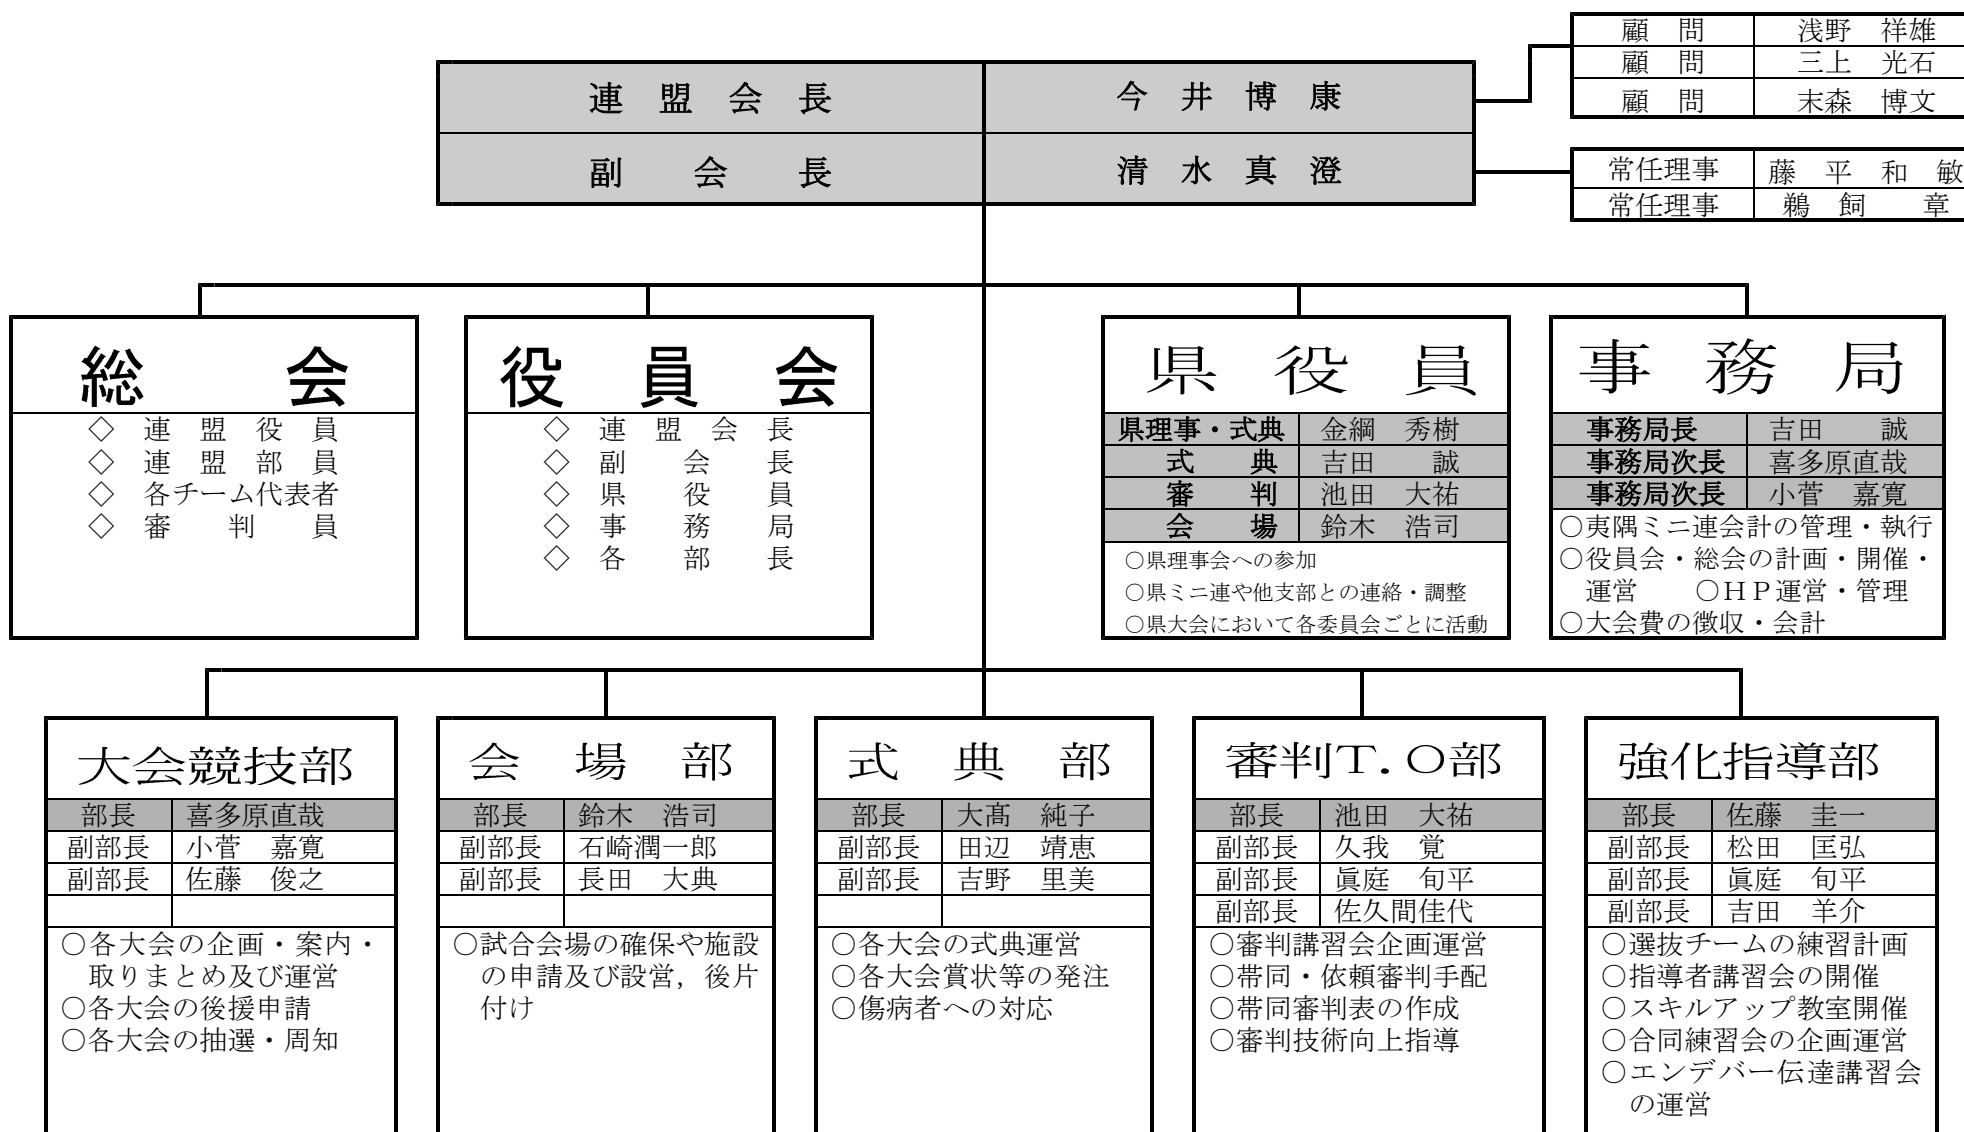 顧　問　浅野　祥雄
顧　問　三上　光石
顧　問　末森　博文
連　盟　会　長　今　井　博　康
副　会　長　清　水　真　澄
常任理事　藤　平　和　敏
常任理事　鵜　飼　章
総　会
◇　連　盟　役　員
◇　連　盟　部　員
◇　各チーム代表者
◇　審　判　員
役　員　会
◇　連　盟　会　長
◇　副　会　長
◇　県　役　員
◇　事　務　局
◇　各　部　長
県　役　員
県理事・式典　金綱　秀樹
式　典　吉田　誠
審　判　池田　大祐
会　場　鈴木　浩司
○県理事会への参加
○県ミニ連や他支部との連絡・調整
○県大会において各委員会ごとに活動
事　務　局
事務局長　吉田　誠
事務局次長　喜多原直哉
事務局次長　小菅　嘉寛
○夷隅ミニ連会計の管理・執行
○役員会・総会の計画・開催・
運営　○ＨＰ運営・管理
○大会費の徴収・会計
大会競技部
部長　喜多原直哉
副部長　小菅　嘉寛
副部長　佐藤　俊之
○各大会の企画・案内・
取りまとめ及び運営
○各大会の後援申請
○各大会の抽選・周知
会　場　部
部長　鈴木　浩司
副部長　石崎潤一郎
副部長　長田　大典
○試合会場の確保や施設
の申請及び設営，後片
付け
式　典　部
部長　大髙　純子
副部長　田辺　靖恵
副部長　吉野　里美
○各大会の式典運営
○各大会賞状等の発注
○傷病者への対応
審判Ｔ．Ｏ部
部長　池田　大祐
副部長　久我　覚
副部長　眞庭　旬平
副部長　佐久間佳代
○審判講習会企画運営
○帯同・依頼審判手配
○帯同審判表の作成
○審判技術向上指導
強化指導部
部長　佐藤　圭一
副部長　松田　匡弘
副部長　眞庭　旬平
副部長　吉田　羊介
○選抜チームの練習計画
○指導者講習会の開催
○スキルアップ教室開催
○合同練習会の企画運営
○エンデバー伝達講習会
の運営